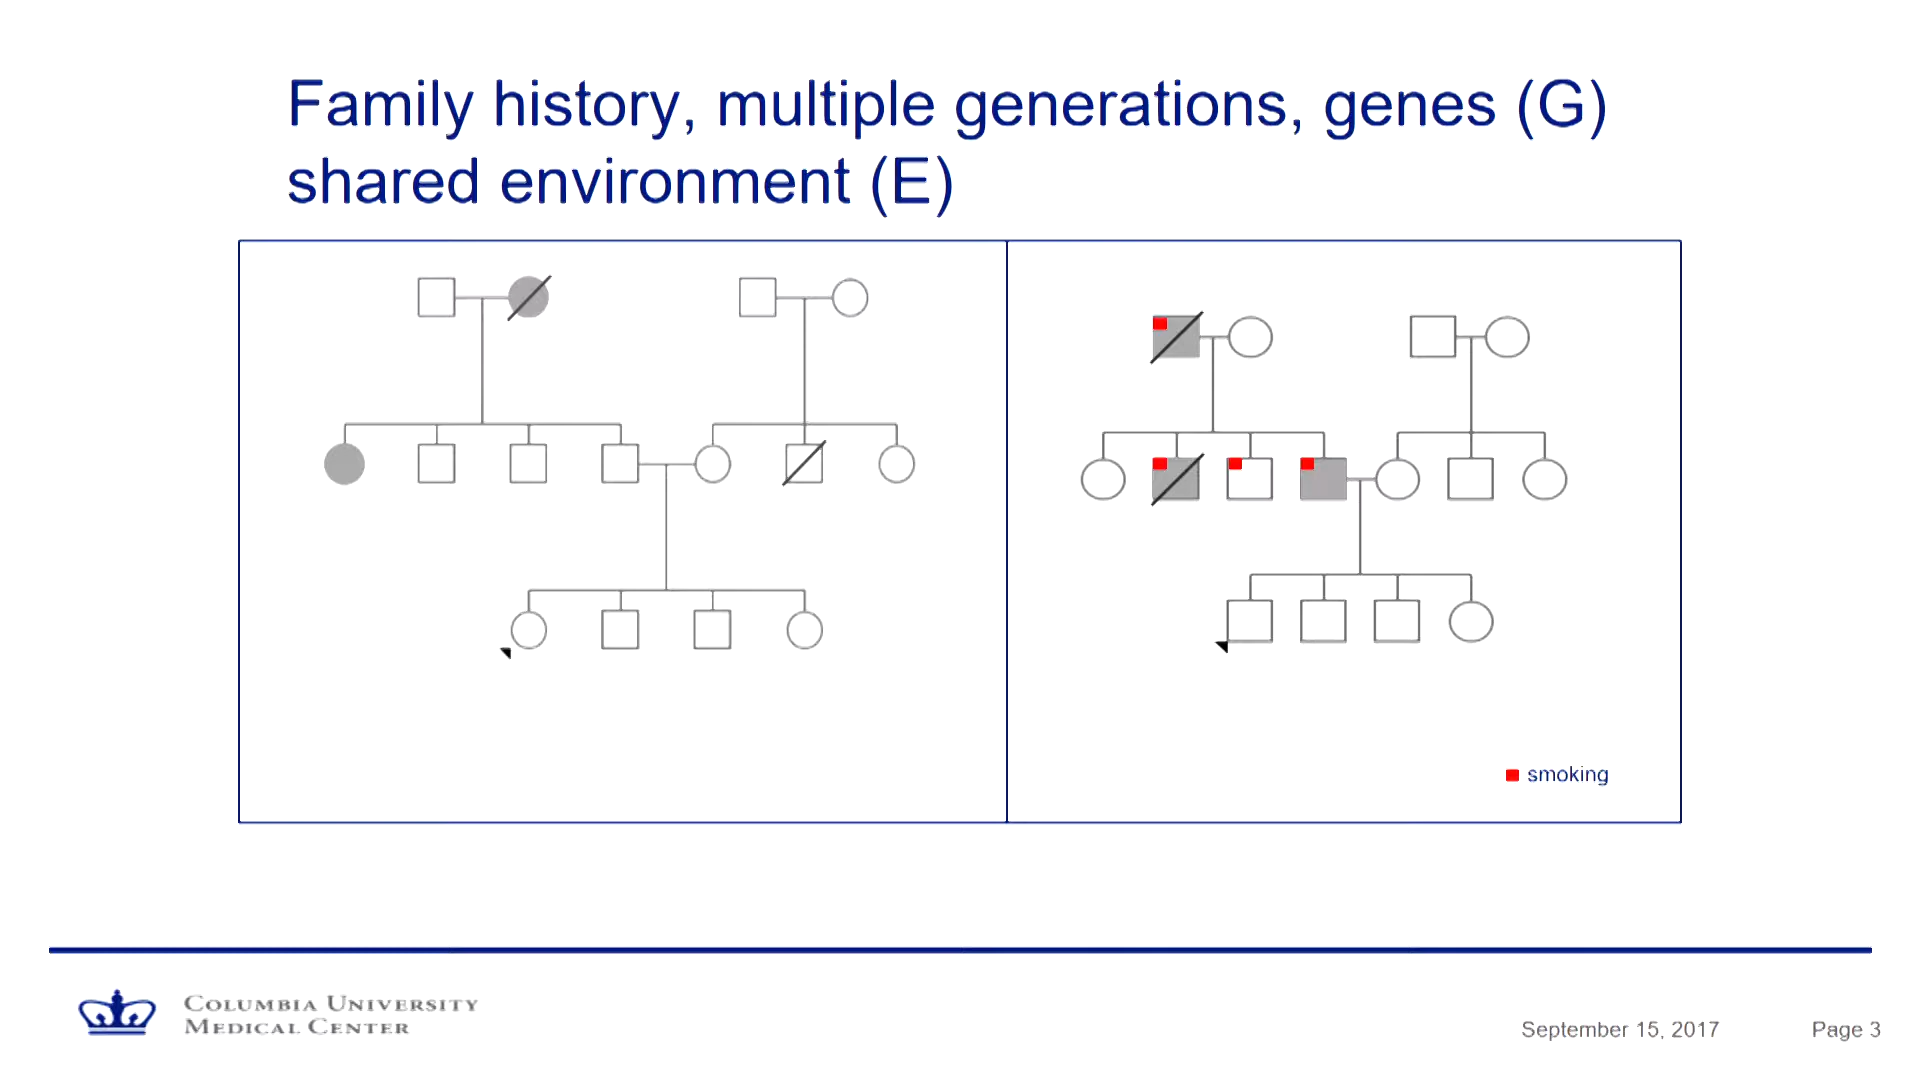 Family history, multiple generations, genes (G)
shared environment (E)
smoking
Columbia University
Medical Center
September 15, 2017
Page 3